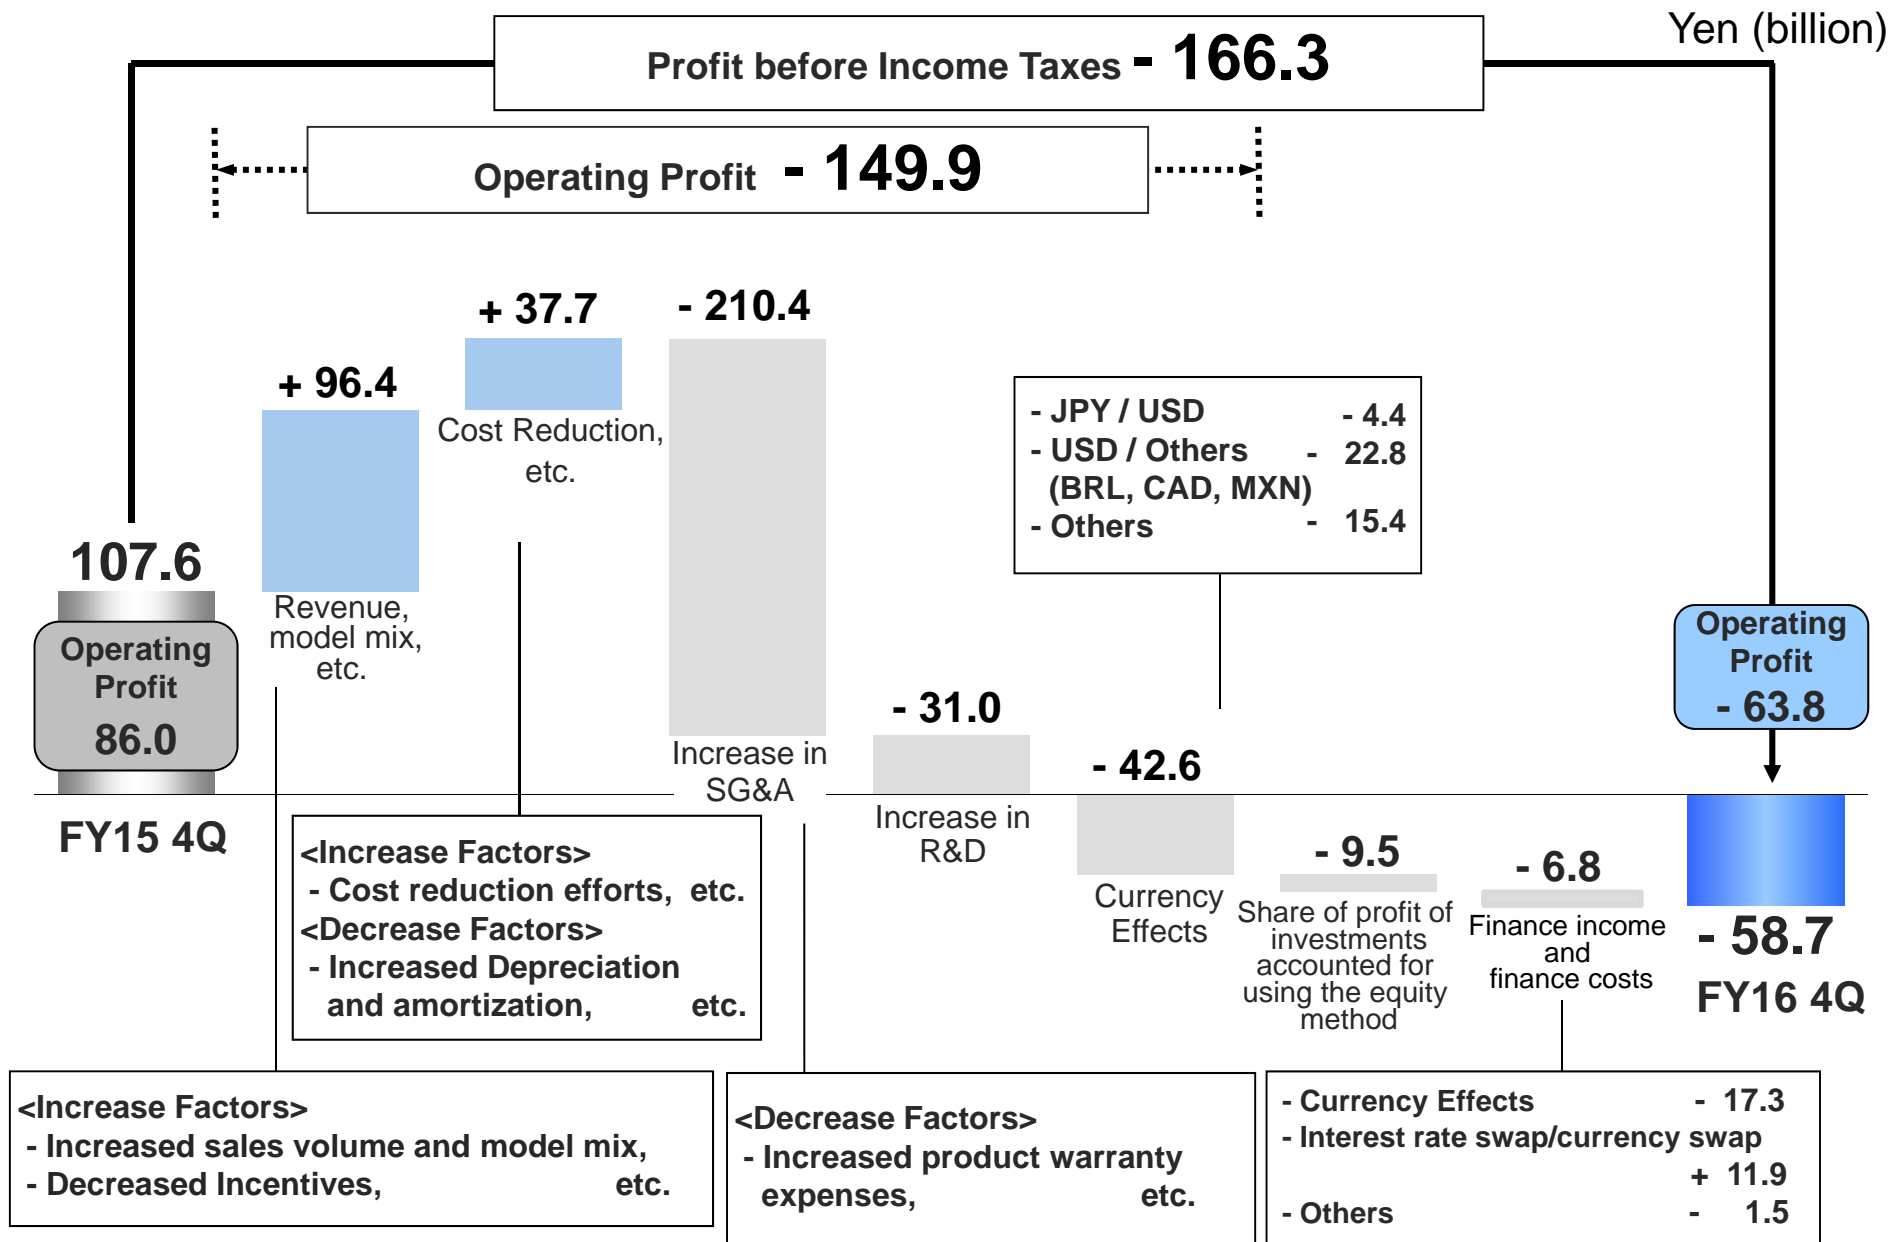 Yen (billion)
Profit before Income Taxes - 166.3
Operating Profit - 149.9
+ 37.7
- 210.4
+ 96.4
Cost Reduction,
etc.
- JPY / USD - 4.4
- USD / Others - 22.8
(BRL, CAD, MXN)
- Others - 15.4
107.6
Operating
Profit
86.0
FY15 4Q
Revenue,
model mix,
etc.
Increase in
SG&A
- 31.0
Increase in
R&D
- 42.6
Currency
Effects
- 9.5
Share of profit of
investments
accounted for
using the equity
method
- 6.8
Finance income
and
finance costs
Operating
Profit
- 63.8
- 58.7
FY16 4Q
<Increase Factors>
- Cost reduction efforts, etc.
<Decrease Factors>
- Increased Depreciation
and amortization, etc.
<Increase Factors>
- Increased sales volume and model mix,
- Decreased Incentives, etc.
<Decrease Factors>
- Increased product warranty
expenses, etc.
- Currency Effects - 17.3
- Interest rate swap/currency swap
+ 11.9
- Others - 1.5